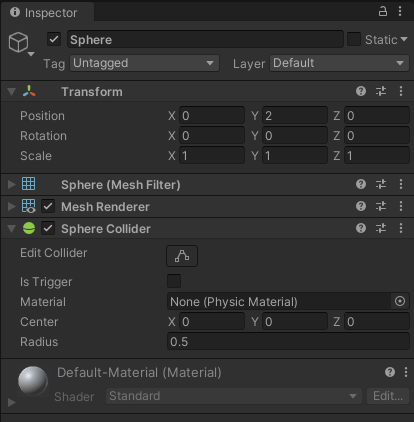 Inspector
Sphere Static
Tag Untagged Layer Default
Transform
Position X 0 Y 2 Z 0
Rotation X 0 Y 0 Z 0
Scale X 1 Y 1 Z 1
Sphere (Mesh Filter)
Mesh Renderer
Sphere Collider
Edit Collider
Is Trigger
Material None (Physic Material)
Center X 0 Y 0 Z 0
Radius 0.5
Default-Material (Material)
Shader Standard Edit...